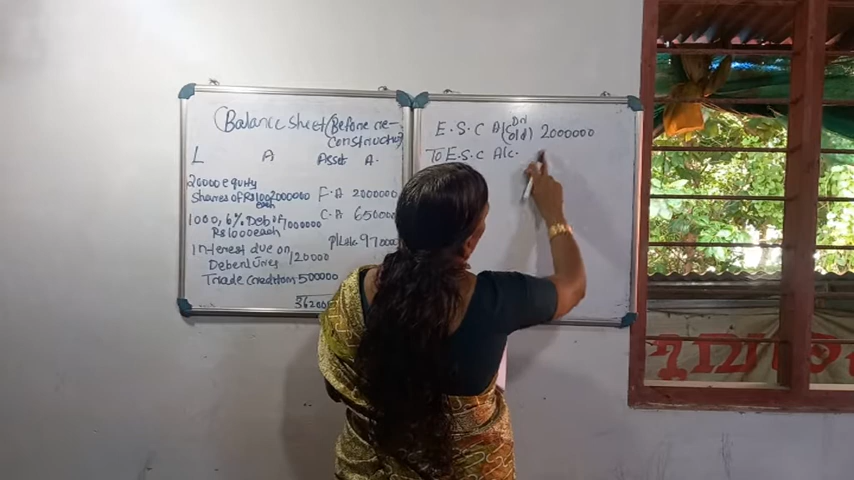 Balance sheet (Before re-
construction)
L A Asset A.
20000 equity
shares of Rs100 2000000 F.A 2000000
each
1000, 6% Deb of 1000000 C.A 650000
Rs1000 each
Interest due on P/L A/c 97000
Debentures 120000
Trade Creditors 500000
3620000
E.S.C A/c Dr
(old) 2000000
To E.S.C A/c.